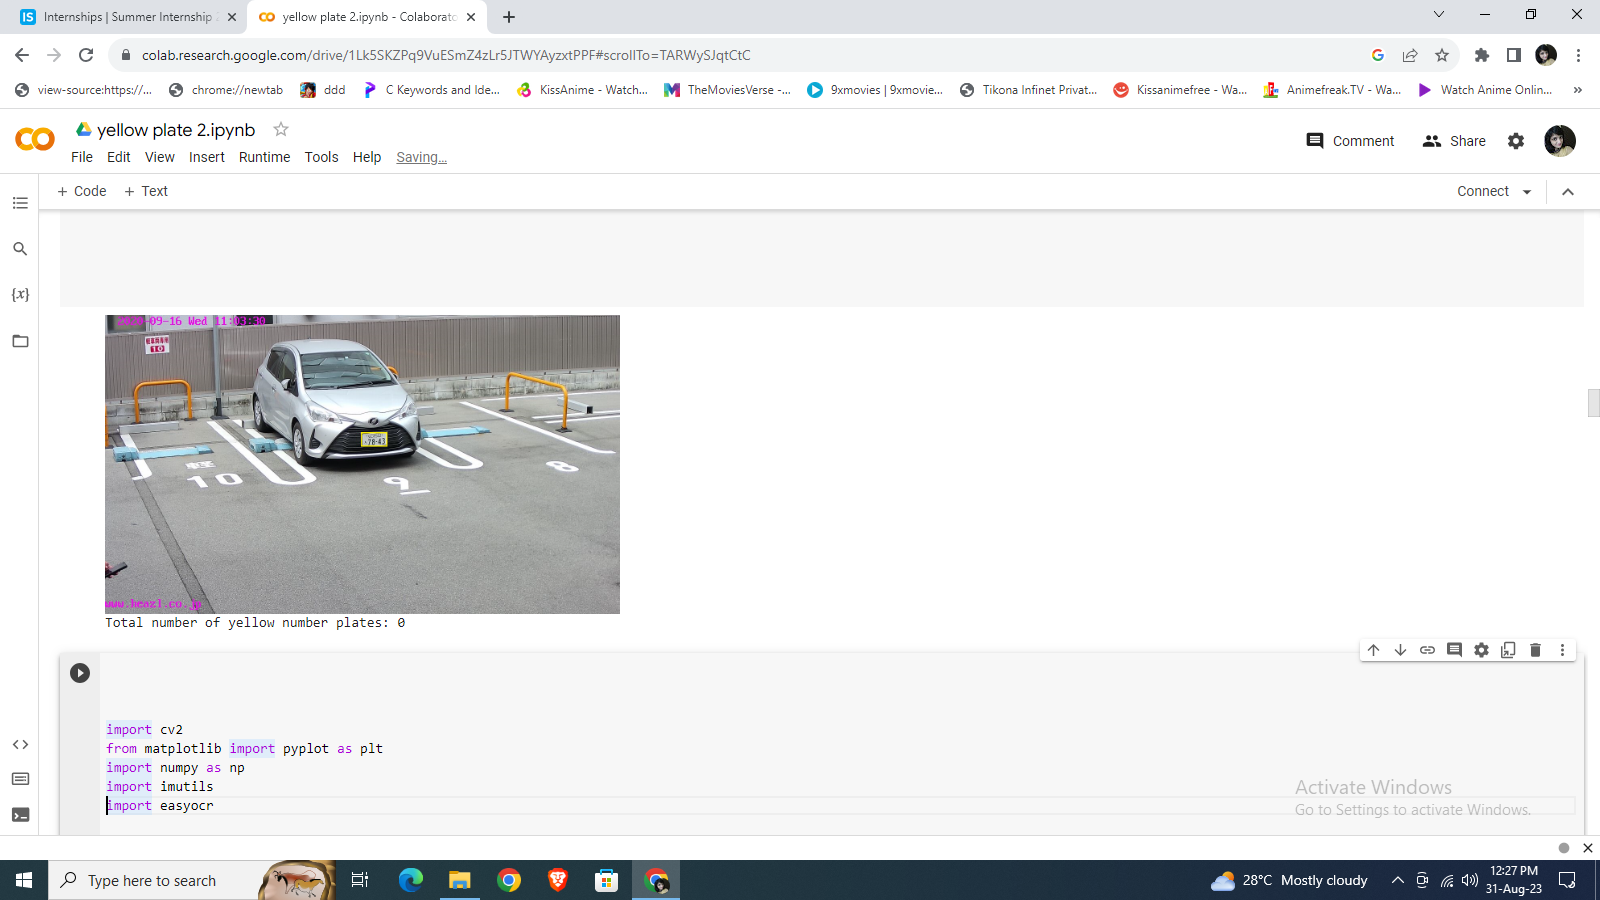 Internships | Summer Internship
yellow plate 2.ipynb - Colaborato
colab.research.google.com/drive/1Lk5SKZPq9VuESmZ4zLr5JTWYAyzxtPPF#scrollTo=TARWySJqtCtC
view-source:https://...
chrome://newtab
ddd
C Keywords and Ide...
KissAnime - Watch...
TheMoviesVerse -...
9xmovies | 9xmovie...
Tikona Infinet Privat...
Kissanimefree - Wa...
Animefreak.TV - Wa...
Watch Anime Onlin...
yellow plate 2.ipynb
File Edit View Insert Runtime Tools Help Saving...
Comment
Share
+ Code + Text
Connect
{x}
09-16 Wed 11:03:30
10
78-43
軽
10
9
8
www.heazl.co.jp
Total number of yellow number plates: 0
import cv2
from matplotlib import pyplot as plt
import numpy as np
import imutils
import easyocr
Activate Windows
Go to Settings to activate Windows.
Type here to search
28°C Mostly cloudy
12:27 PM
31-Aug-23